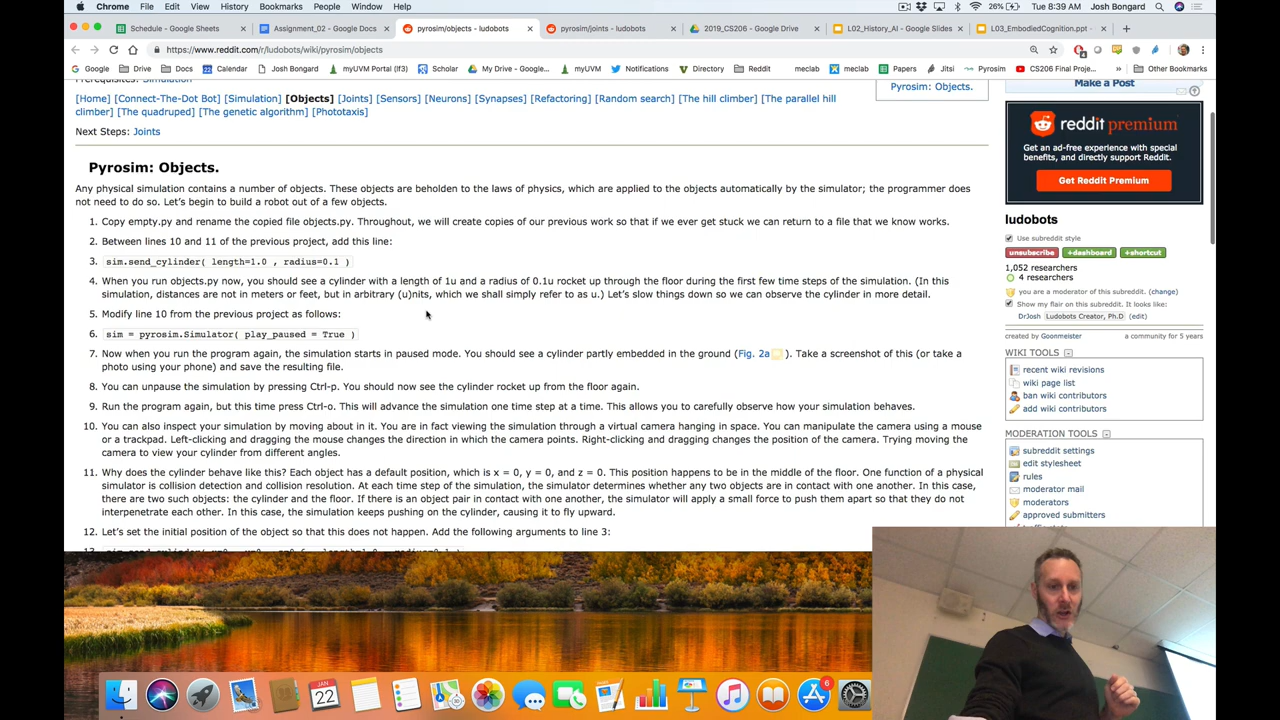 Chrome File Edit View History Bookmarks People Window Help
26% Tue 8:39 AM Josh Bongard
Schedule - Google Sheets
Assignment_02 - Google Docs
pyrosim/objects - ludobots
pyrosim/joints - ludobots
2019_CS206 - Google Drive
L02_History_AI - Google Slides
L03_EmbodiedCognition.ppt -
https://www.reddit.com/r/ludobots/wiki/pyrosim/objects
Google Drive Docs Calendar Josh Bongard myUVM (lf3) Scholar My Drive - Googl... myUVM Notifications Directory Reddit meclab meclab Papers Jitsi Pyrosim CS206 Final Proje... Other Bookmarks
Prerequisites: Simulation
[Home] [Connect-The-Dot Bot] [Simulation] [Objects] [Joints] [Sensors] [Neurons] [Synapses] [Refactoring] [Random search] [The hill climber] [The parallel hill
climber] [The quadruped] [The genetic algorithm] [Phototaxis]
Next Steps: Joints
Pyrosim: Objects.
Pyrosim: Objects.
Any physical simulation contains a number of objects. These objects are beholden to the laws of physics, which are applied to the objects automatically by the simulator; the programmer does
not need to do so. Let's begin to build a robot out of a few objects.
1. Copy empty.py and rename the copied file objects.py. Throughout, we will create copies of our previous work so that if we ever get stuck we can return to a file that we know works.
2. Between lines 10 and 11 of the previous project, add this line:
3. sim.send_cylinder( length=1.0 , radius=0.1 )
4. When you run objects.py now, you should see a cylinder with a length of 1u and a radius of 0.1u rocket up through the floor during the first few time steps of the simulation. (In this
simulation, distances are not in meters or feet, but in arbitrary (u)nits, which we shall simply refer to as u.) Let's slow things down so we can observe the cylinder in more detail.
5. Modify line 10 from the previous project as follows:
6. sim = pyrosim.Simulator( play_paused = True )
7. Now when you run the program again, the simulation starts in paused mode. You should see a cylinder partly embedded in the ground (Fig. 2a ). Take a screenshot of this (or take a
photo using your phone) and save the resulting file.
8. You can unpause the simulation by pressing Ctrl-p. You should now see the cylinder rocket up from the floor again.
9. Run the program again, but this time press Ctrl-o. This will advance the simulation one time step at a time. This allows you to carefully observe how your simulation behaves.
10. You can also inspect your simulation by moving about in it. You are in fact viewing the simulation through a virtual camera hanging in space. You can manipulate the camera using a mouse
or a trackpad. Left-clicking and dragging the mouse changes the direction in which the camera points. Right-clicking and dragging changes the position of the camera. Trying moving the
camera to view your cylinder from different angles.
11. Why does the cylinder behave like this? Each object has a default position, which is x = 0, y = 0, and z = 0. This position happens to be in the middle of the floor. One function of a physical
simulator is collision detection and collision resolution. At each time step of the simulation, the simulator determines whether any two objects are in contact with one another. In this case,
there are two such objects: the cylinder and the floor. If there is an object pair in contact with one another, the simulator will apply a small force to push them apart so that they do not
interpenetrate each other. In this case, the simulation keeps pushing on the cylinder, causing it to fly upward.
12. Let's set the initial position of the object so that this does not happen. Add the following arguments to line 3:
Make a Post
reddit premium
Get an ad-free experience with special
benefits, and directly support Reddit.
Get Reddit Premium
ludobots
Use subreddit style
unsubscribe +dashboard +shortcut
1,052 researchers
4 researchers
you are a moderator of this subreddit. (change)
Show my flair on this subreddit. It looks like:
DrJosh Ludobots Creator, Ph.D (edit)
created by Goonmeister a community for 5 years
WIKI TOOLS
recent wiki revisions
wiki page list
ban wiki contributors
add wiki contributors
MODERATION TOOLS
subreddit settings
edit stylesheet
rules
moderator mail
moderators
approved submitters
JAN
22
6